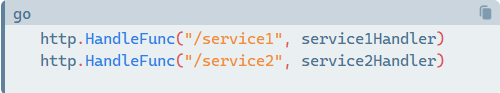 go
http.HandleFunc("/service1", service1Handler)
http.HandleFunc("/service2", service2Handler)